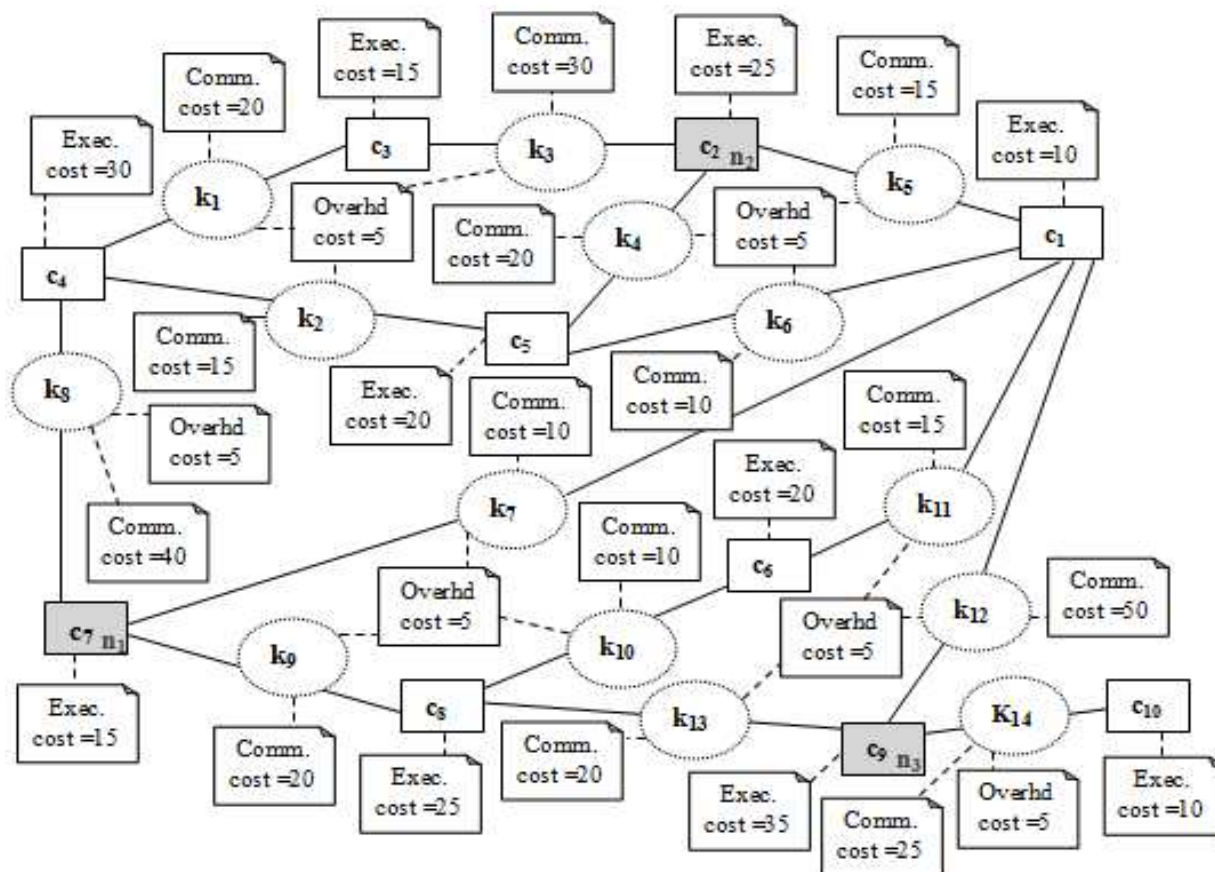 Exec.
cost =15
Comm.
cost =30
Exec.
cost =25
Comm.
cost =15
Comm.
cost =20
Exec.
cost =10
Exec.
cost =30
c3
k3
c2 n2
k5
k1
Overhd
cost =5
Comm.
cost =20
k4
Overhd
cost =5
c1
c4
k2
c5
k6
Comm.
cost =15
Exec.
cost =20
Comm.
cost =10
k8
Overhd
cost =5
Comm.
cost =10
Comm.
cost =15
Exec.
cost =20
k7
k11
Comm.
cost =40
Comm.
cost =10
c6
Overhd
cost =5
k12
Comm.
cost =50
c7 n1
k9
k10
Overhd
cost =5
c8
k13
K14
c10
c9 n3
Exec.
cost =15
Comm.
cost =20
Exec.
cost =25
Comm.
cost =20
Exec.
cost =35
Comm.
cost =25
Overhd
cost =5
Exec.
cost =10